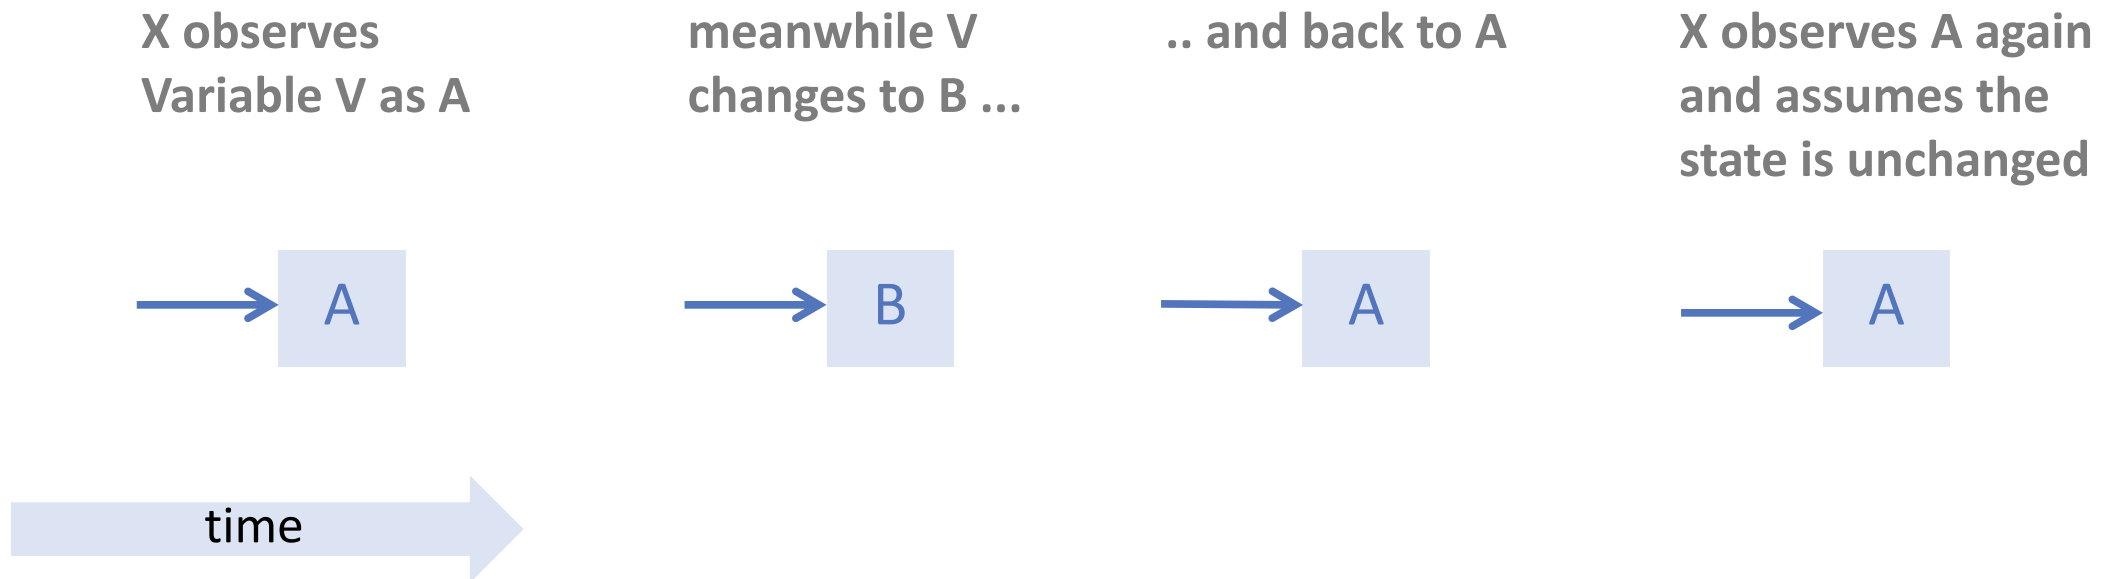 X observes
Variable V as A
meanwhile V
changes to B ...
.. and back to A
X observes A again
and assumes the
state is unchanged
A
B
A
A
time